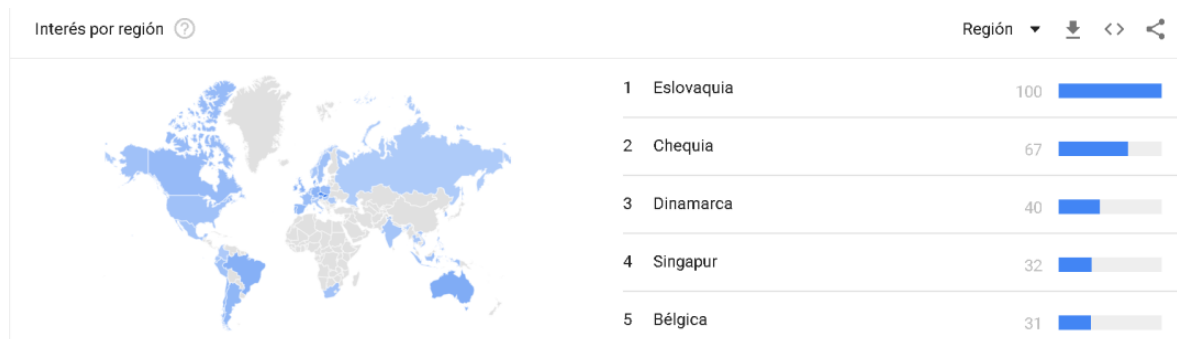 Interés por región ?
Región
1 Eslovaquia 100
2 Chequia 67
3 Dinamarca 40
4 Singapur 32
5 Bélgica 31